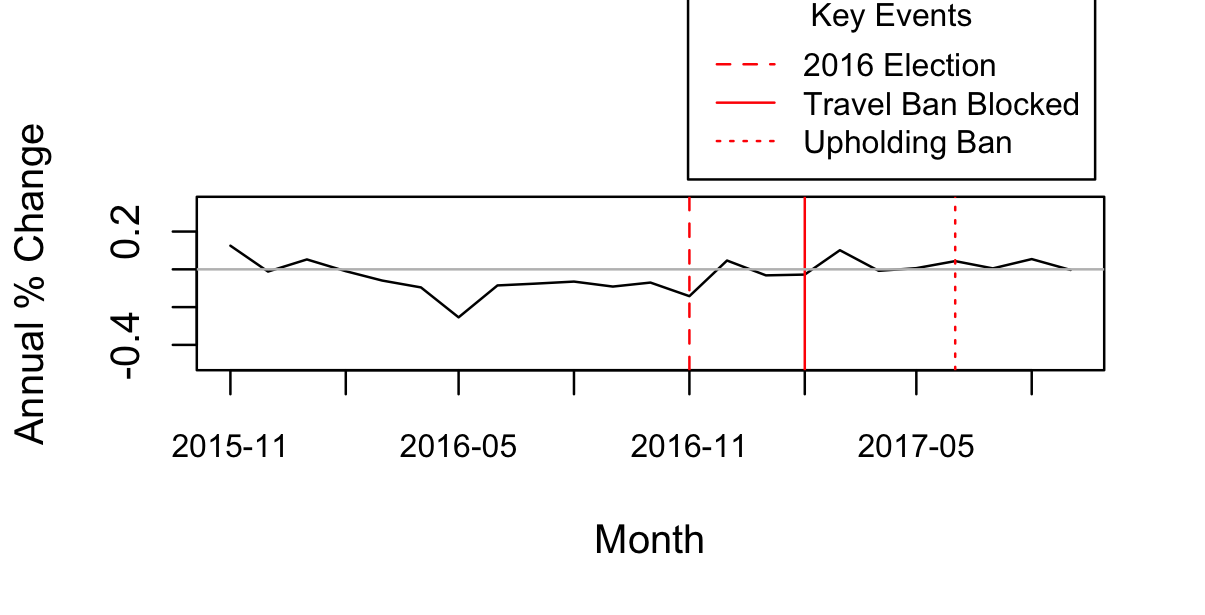 Key Events
2016 Election
Travel Ban Blocked
Upholding Ban
Annual % Change
0.2
-0.4
2015-11
2016-05
2016-11
2017-05
Month